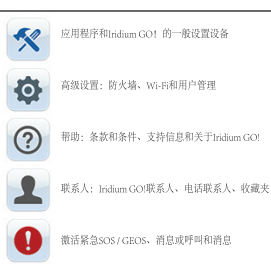 应用程序和Iridium GO！的一般设置设备
高级设置：防火墙、Wi-Fi和用户管理
帮助：条款和条件、支持信息和关于Iridium GO!
联系人：Iridium GO!联系人、电话联系人、收藏夹
激活紧急SOS / GEOS、消息或呼叫和消息